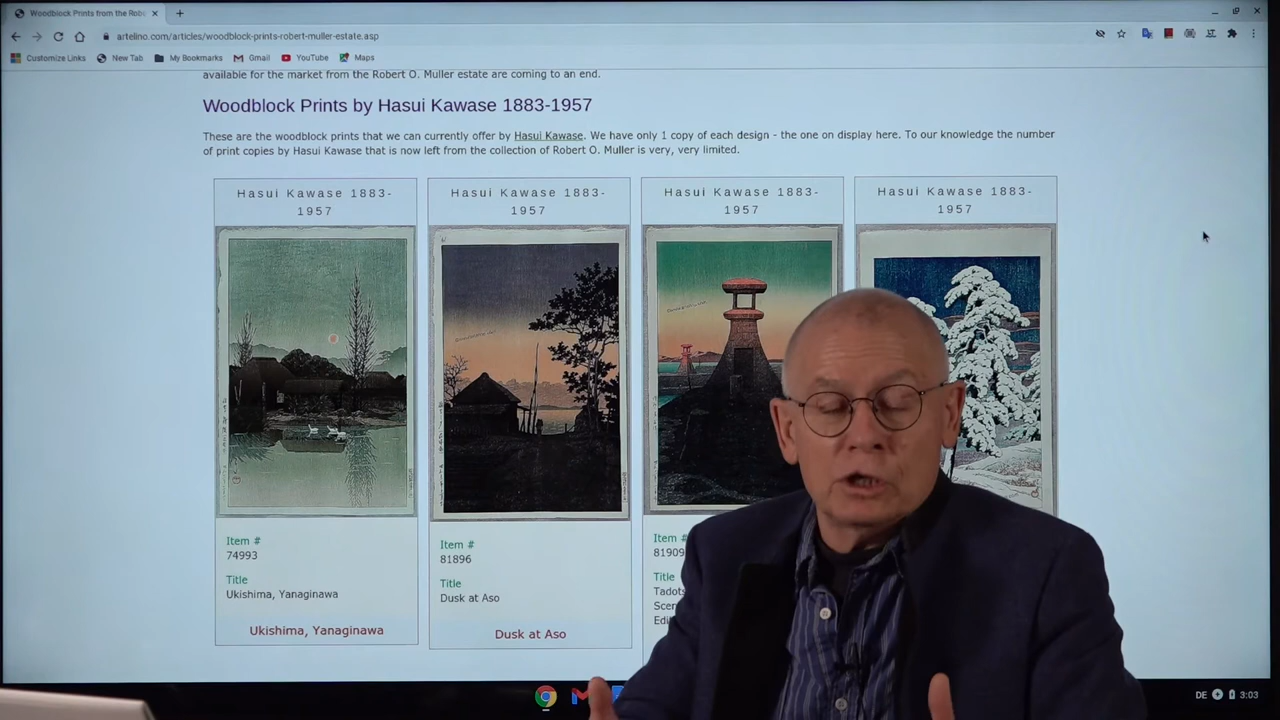 Woodblock Prints from the Rob
artelino.com/articles/woodblock-prints-robert-muller-estate.asp
Customize Links
New Tab
My Bookmarks
Gmail
YouTube
Maps
available for the market from the Robert O. Muller estate are coming to an end.
Woodblock Prints by Hasui Kawase 1883-1957
These are the woodblock prints that we can currently offer by Hasui Kawase. We have only 1 copy of each design - the one on display here. To our knowledge the number
of print copies by Hasui Kawase that is now left from the collection of Robert O. Muller is very, very limited.
Hasui Kawase 1883-
1957
Hasui Kawase 1883-
1957
Hasui Kawase 1883-
1957
Hasui Kawase 1883-
1957
Item #
74993
Title
Ukishima, Yanaginawa
Ukishima, Yanaginawa
Item #
81896
Title
Dusk at Aso
Dusk at Aso
Item #
81909
Title
DE
3:03